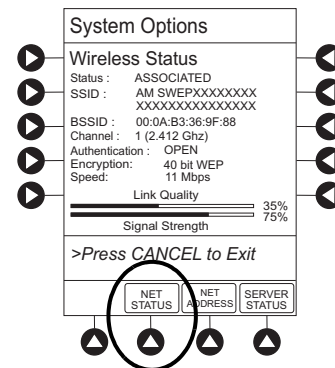 System Options
Wireless Status
Status : ASSOCIATED
SSID : AM SWEPXXXXXXXX
XXXXXXXXXXXXXXX
BSSID : 00:0A:B3:36:9F:88
Channel : 1 (2.412 Ghz)
Authentication : OPEN
Encryption: 40 bit WEP
Speed: 11 Mbps
Link Quality
35%
75%
Signal Strength
>Press CANCEL to Exit
NET STATUS
NET ADDRESS
SERVER STATUS